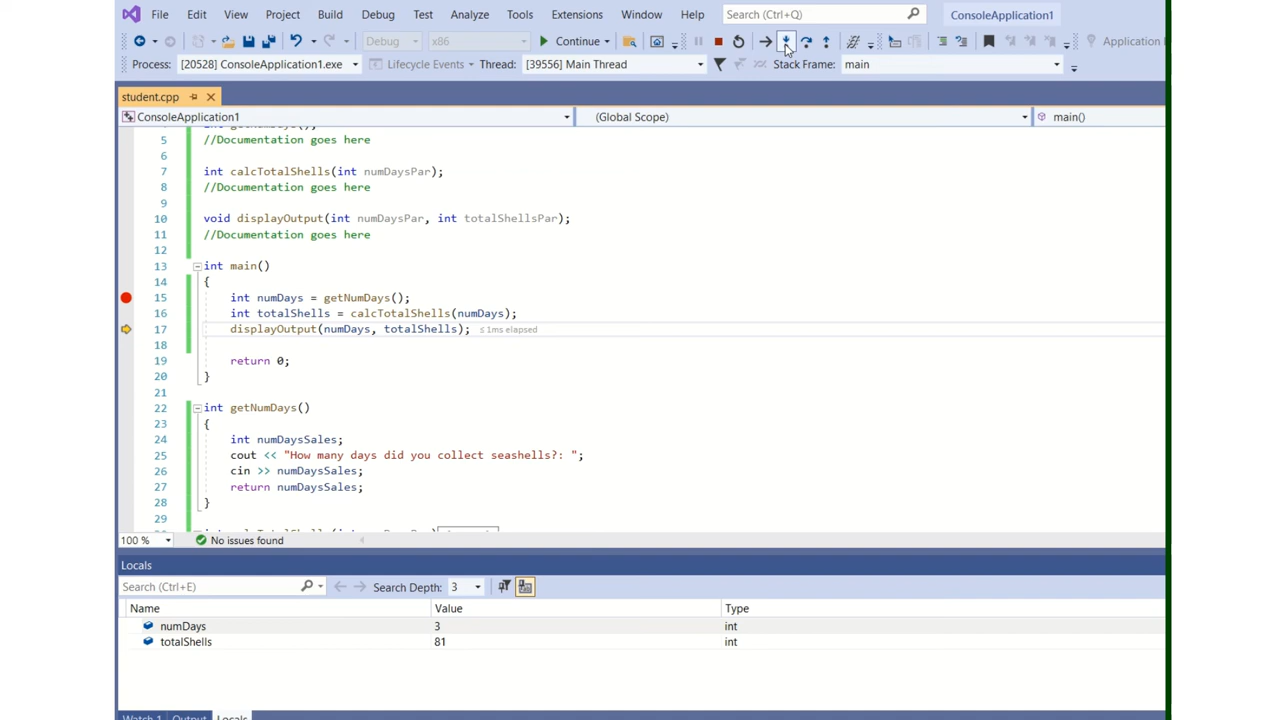 File Edit View Project Build Debug Test Analyze Tools Extensions Window Help Search (Ctrl+Q) ConsoleApplication1
Debug x86 Continue Application
Process: [20528] ConsoleApplication1.exe Lifecycle Events Thread: [39556] Main Thread Stack Frame: main
student.cpp
ConsoleApplication1 (Global Scope) main()
5 //Documentation goes here
6
7 int calcTotalShells(int numDaysPar);
8 //Documentation goes here
9
10 void displayOutput(int numDaysPar, int totalShellsPar);
11 //Documentation goes here
12
13 int main()
14 {
15 int numDays = getNumDays();
16 int totalShells = calcTotalShells(numDays);
17 displayOutput(numDays, totalShells); ≤ 1ms elapsed
18
19 return 0;
20 }
21
22 int getNumDays()
23 {
24 int numDaysSales;
25 cout << "How many days did you collect seashells?: ";
26 cin >> numDaysSales;
27 return numDaysSales;
28 }
29
100 % No issues found
Locals
Search (Ctrl+E) Search Depth: 3
Name Value Type
numDays 3 int
totalShells 81 int
Watch 1 Output Locals